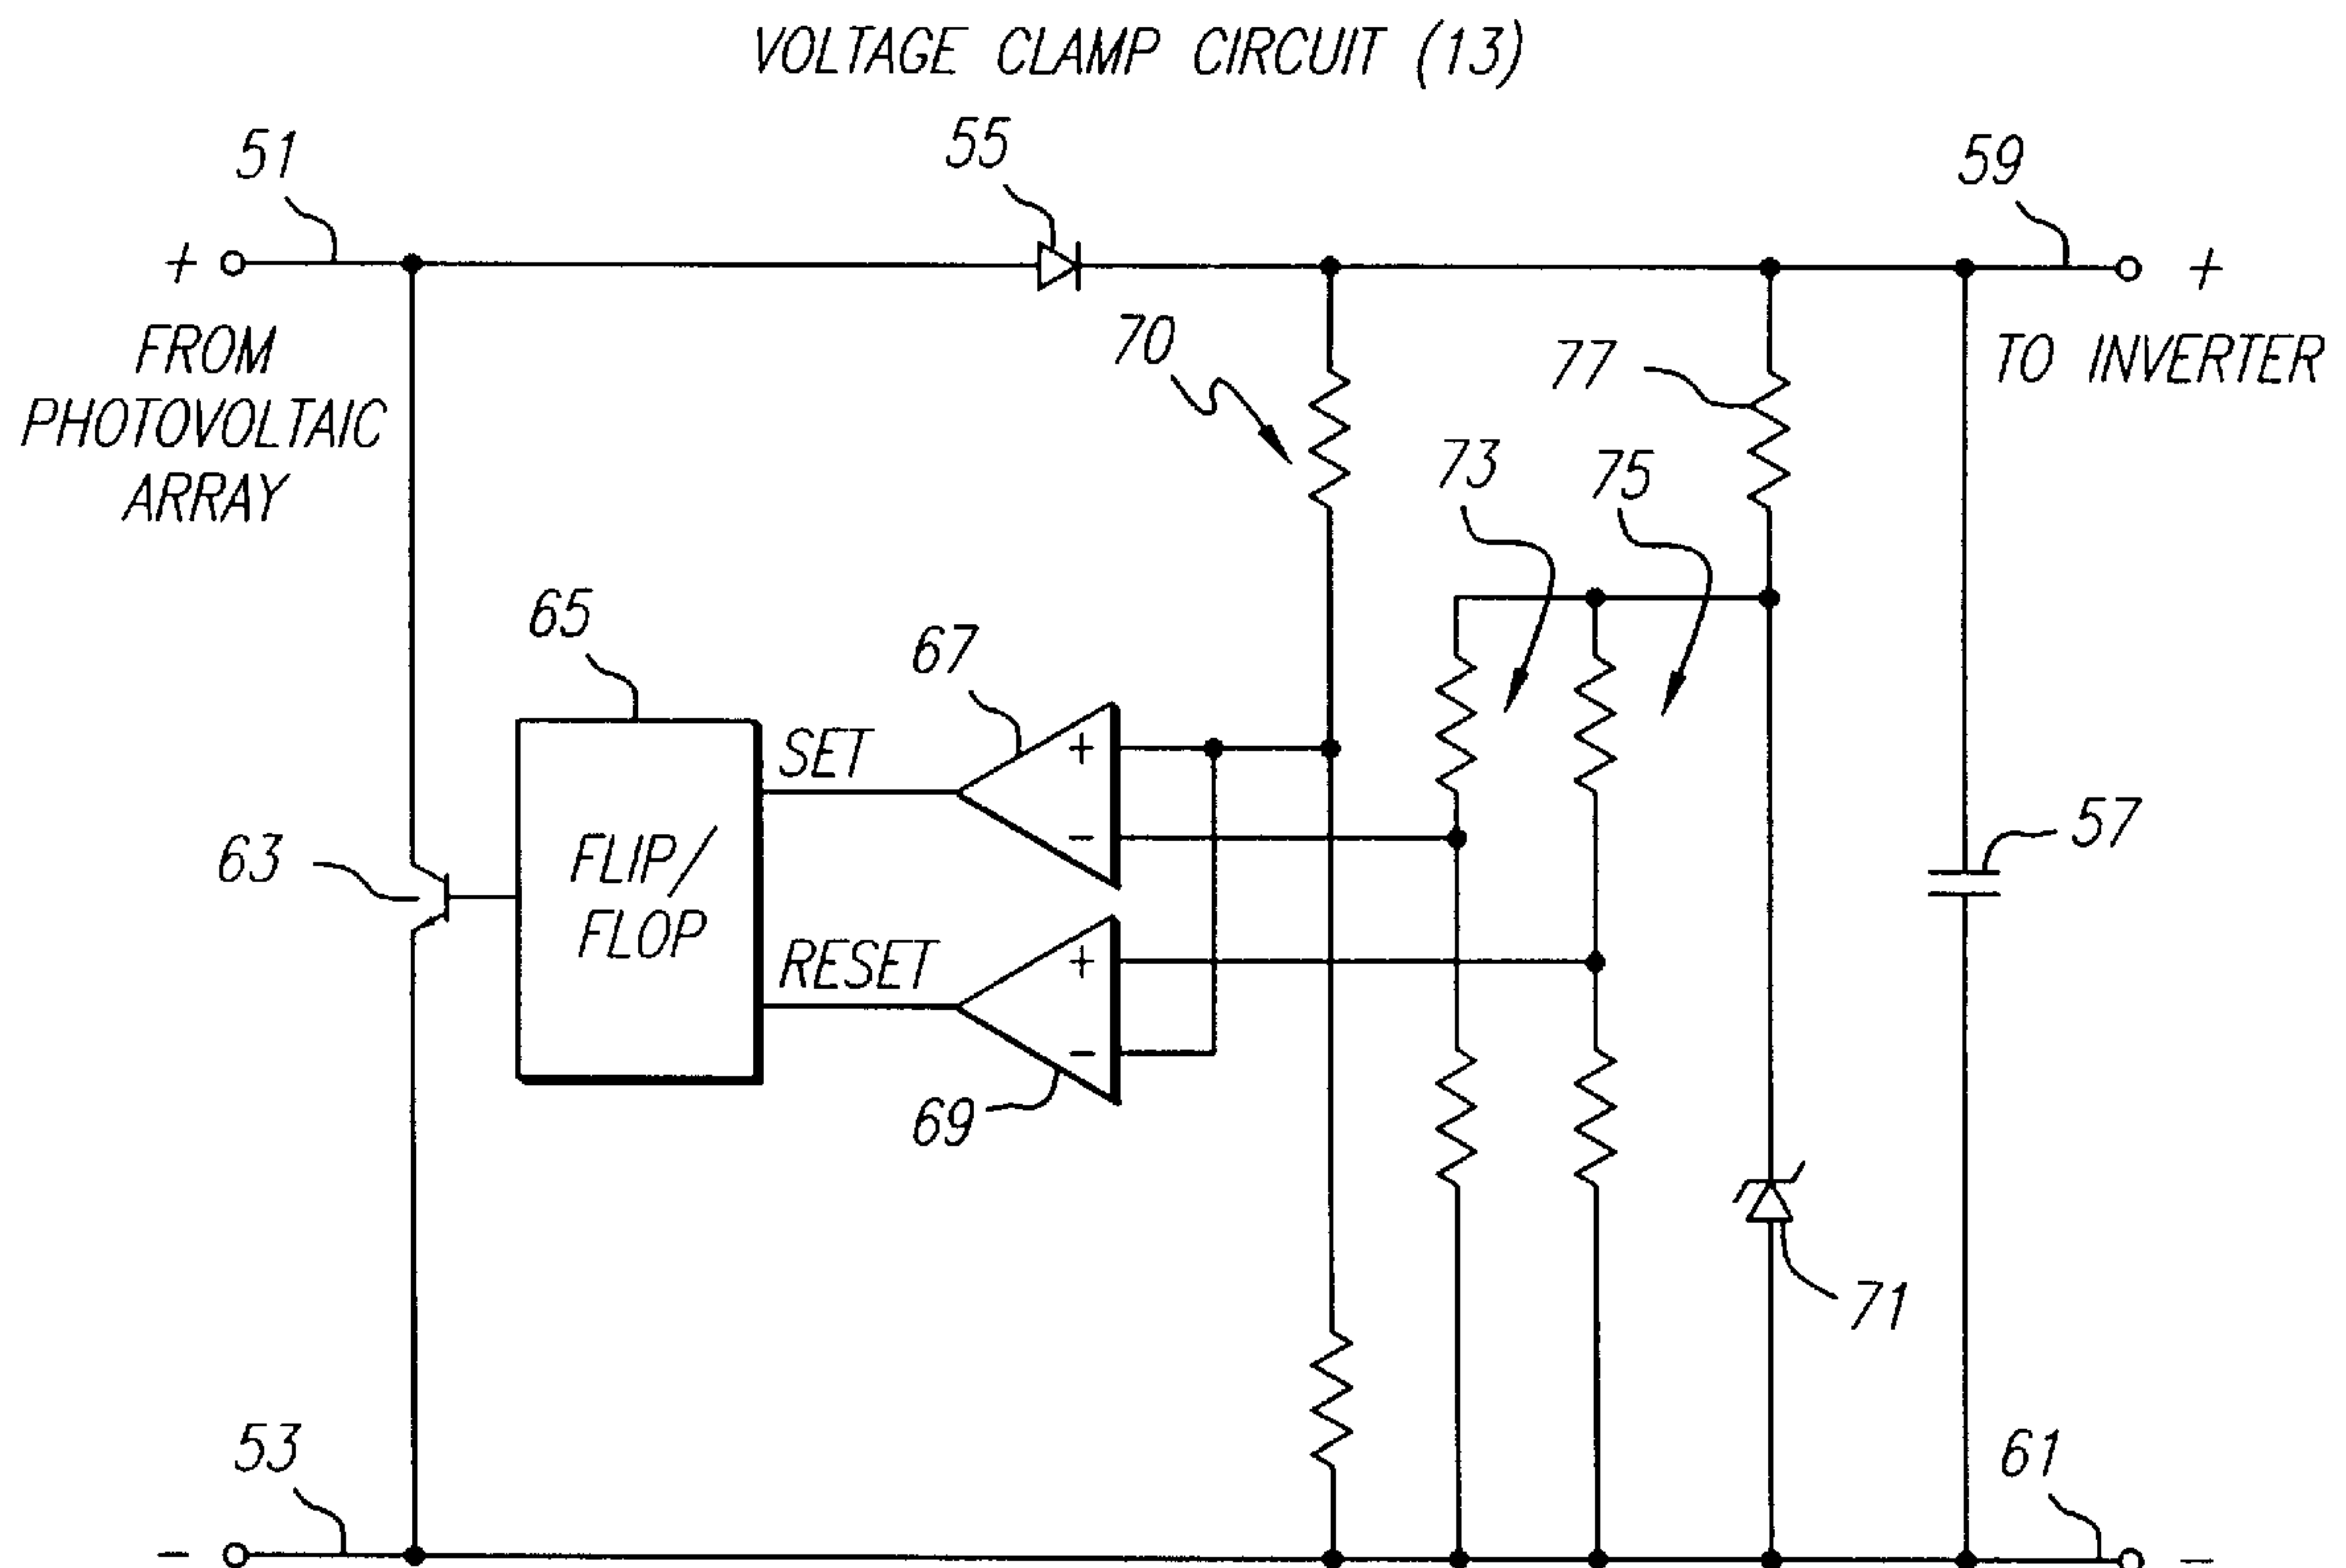 VOLTAGE CLAMP CIRCUIT (13)
51
55
59
+
+
FROM
PHOTOVOLTAIC
ARRAY
70
77
TO INVERTER
73
75
65
67
SET
+
−
63
FLIP/
FLOP
57
RESET
+
−
69
71
53
61
−
−